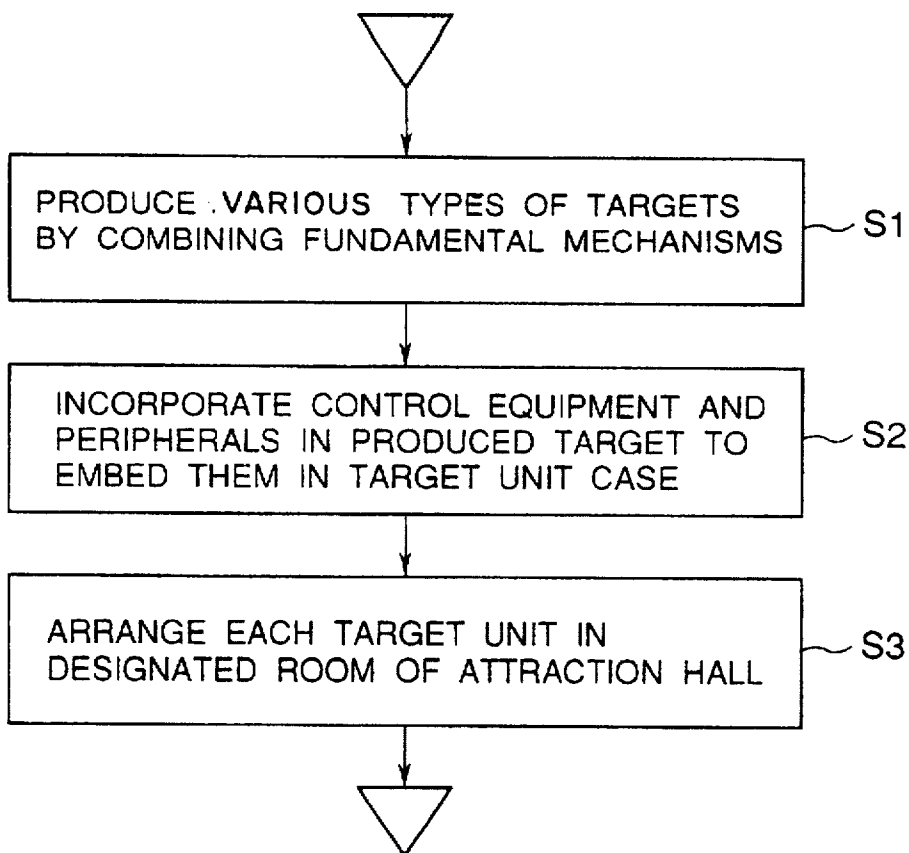 PRODUCE .VARIOUS TYPES OF TARGETS
BY COMBINING FUNDAMENTAL MECHANISMS
S1
INCORPORATE CONTROL EQUIPMENT AND
PERIPHERALS IN PRODUCED TARGET TO
EMBED THEM IN TARGET UNIT CASE
S2
ARRANGE EACH TARGET UNIT IN
DESIGNATED ROOM OF ATTRACTION HALL
S3